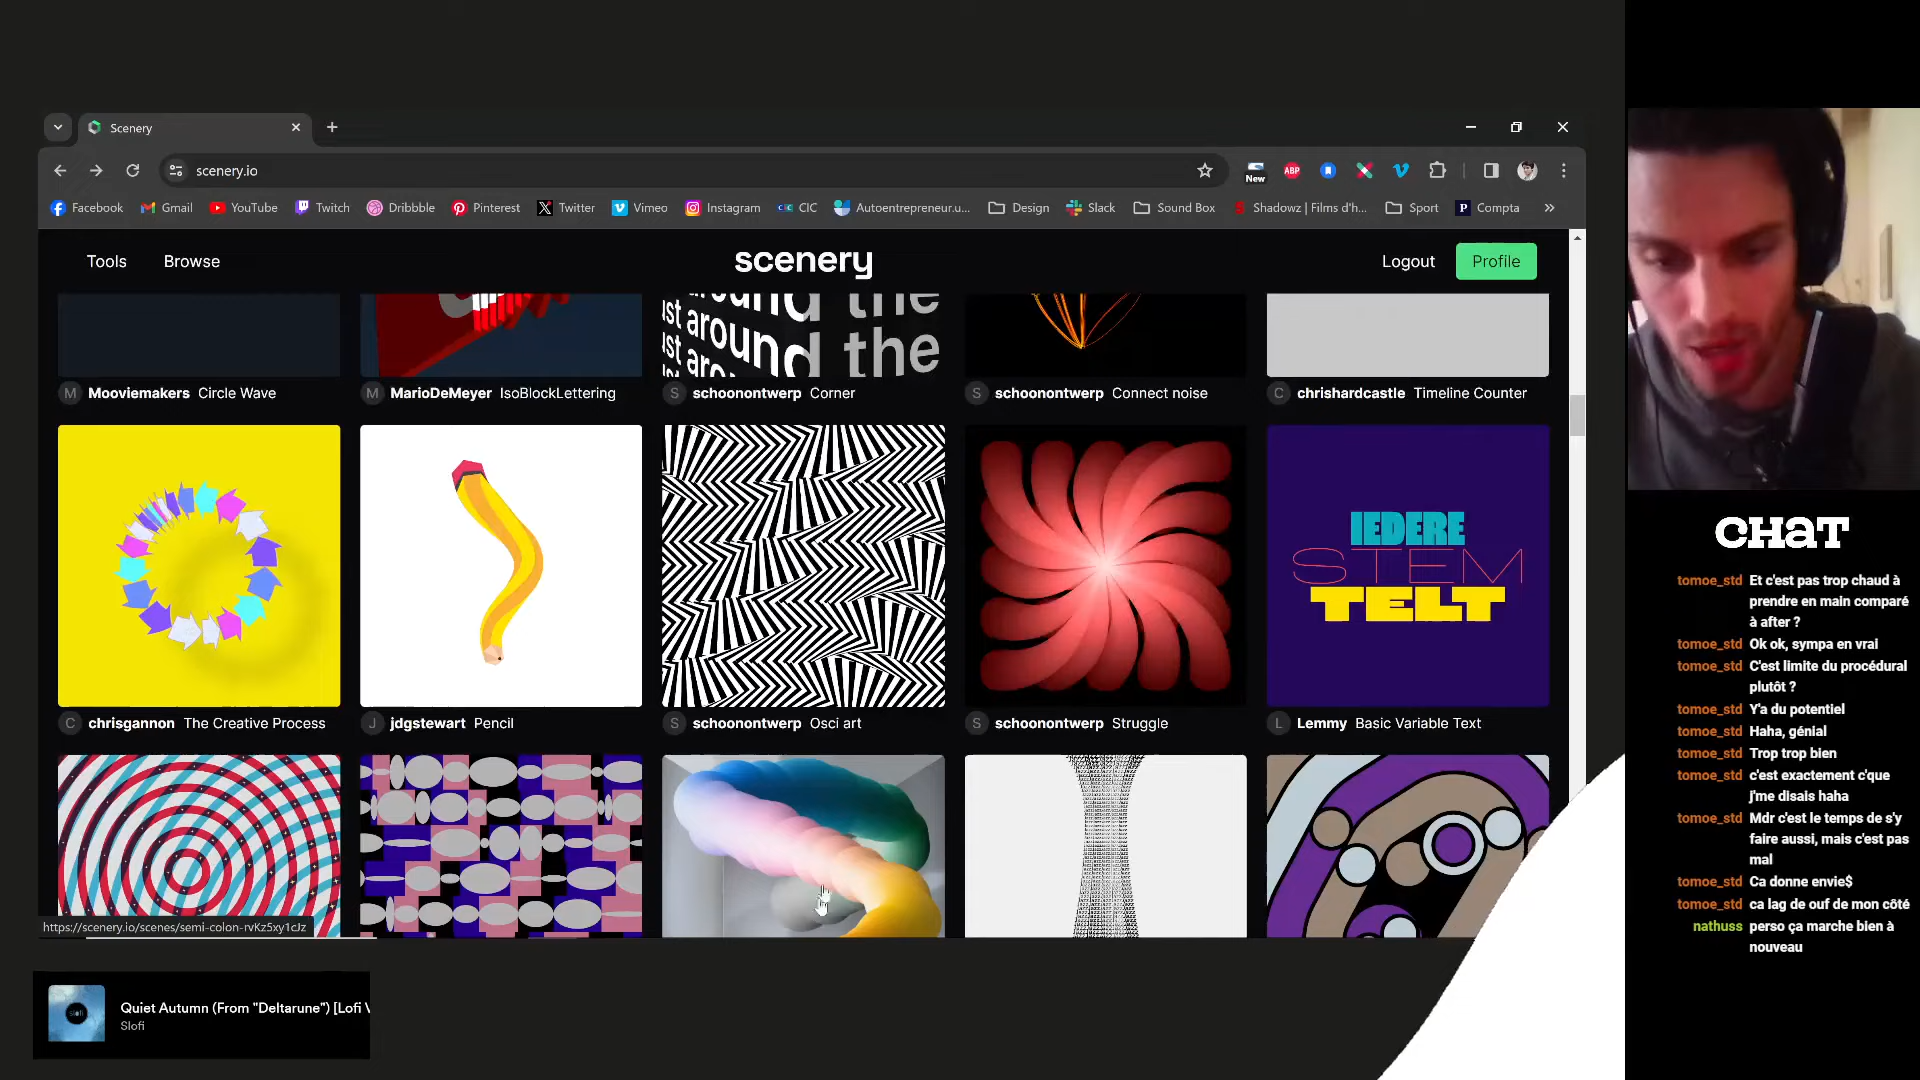 Scenery
scenery.io
New
ABP
Facebook
Gmail
YouTube
Twitch
Dribbble
Pinterest
Twitter
Vimeo
Instagram
CIC
Autoentrepreneur.u...
Design
Slack
Sound Box
Shadowz | Films d'h...
Sport
P
Compta
Tools
Browse
scenery
Logout
Profile
ust around the
ust around the
M Mooviemakers Circle Wave
M MarioDeMeyer IsoBlockLettering
S schoonontwerp Corner
S schoonontwerp Connect noise
C chrishardcastle Timeline Counter
IEDERE
STEM
TELT
C chrisgannon The Creative Process
J jdgstewart Pencil
S schoonontwerp Osci art
S schoonontwerp Struggle
L Lemmy Basic Variable Text
https://scenery.io/scenes/semi-colon-rvKz5xy1cJz
slofi
Quiet Autumn (From "Deltarune") [Lofi V
Slofi
CHAT
tomoe_std Et c'est pas trop chaud à
prendre en main comparé
à after ?
tomoe_std Ok ok, sympa en vrai
tomoe_std C'est limite du procédural
plutôt ?
tomoe_std Y'a du potentiel
tomoe_std Haha, génial
tomoe_std Trop trop bien
tomoe_std c'est exactement c'que
j'me disais haha
tomoe_std Mdr c'est le temps de s'y
faire aussi, mais c'est pas
mal
tomoe_std Ca donne envie$
tomoe_std ca lag de ouf de mon côté
nathuss perso ça marche bien à
nouveau